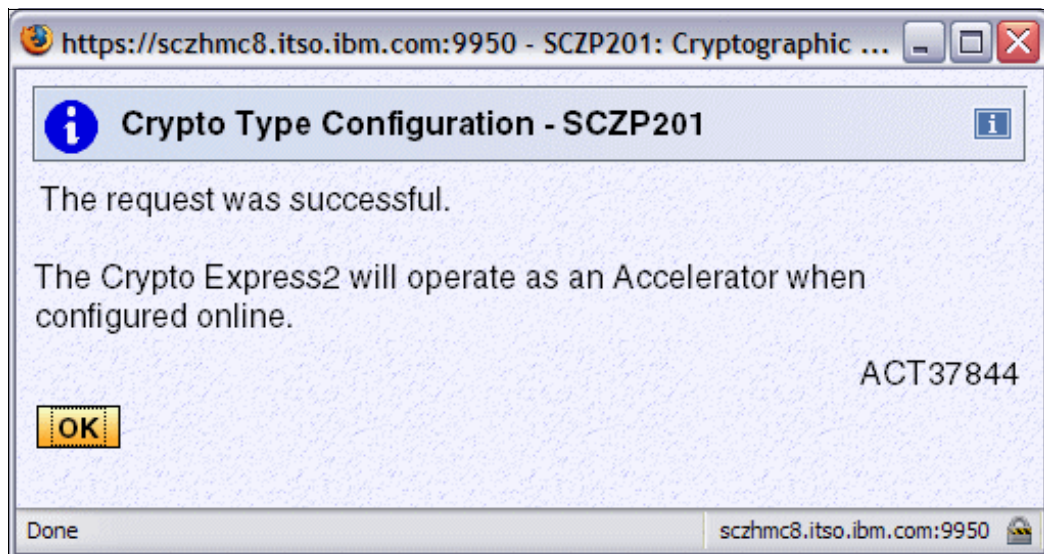 https://sczhmc8.itso.ibm.com:9950 - SCZP201: Cryptographic ...
Crypto Type Configuration - SCZP201
The request was successful.
The Crypto Express2 will operate as an Accelerator when
configured online.
ACT37844
OK
Done sczhmc8.itso.ibm.com:9950